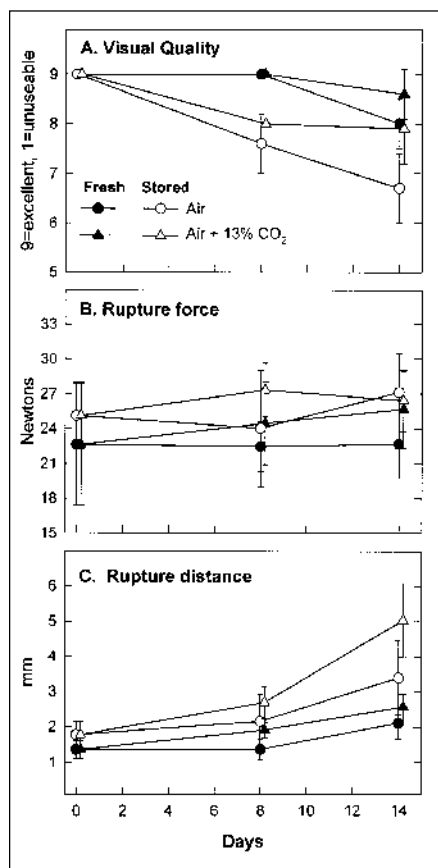 A. Visual Quality
9=excellent, 1=unuseable
9
8
7
6
5
Fresh Stored
Air
Air + 13% CO₂
B. Rupture force
Newtons
33
30
27
24
21
18
15
C. Rupture distance
mm
6
5
4
3
2
1
0 2 4 6 8 10 12 14
Days